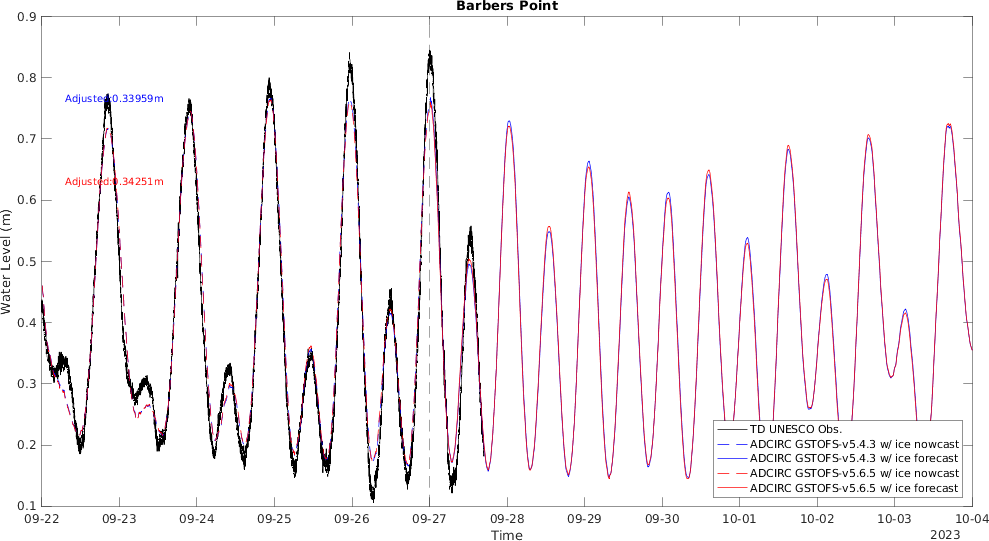 Barbers Point
0.9
0.8
0.7
0.6
0.5
0.4
0.3
0.2
0.1
Water Level (m)
Adjusted:0.33959m
Adjusted:0.34251m
TD UNESCO Obs.
ADCIRC GSTOFS-v5.4.3 w/ ice nowcast
ADCIRC GSTOFS-v5.4.3 w/ ice forecast
ADCIRC GSTOFS-v5.6.5 w/ ice nowcast
ADCIRC GSTOFS-v5.6.5 w/ ice forecast
09-22 09-23 09-24 09-25 09-26 09-27 09-28 09-29 09-30 10-01 10-02 10-03 10-04
Time
2023